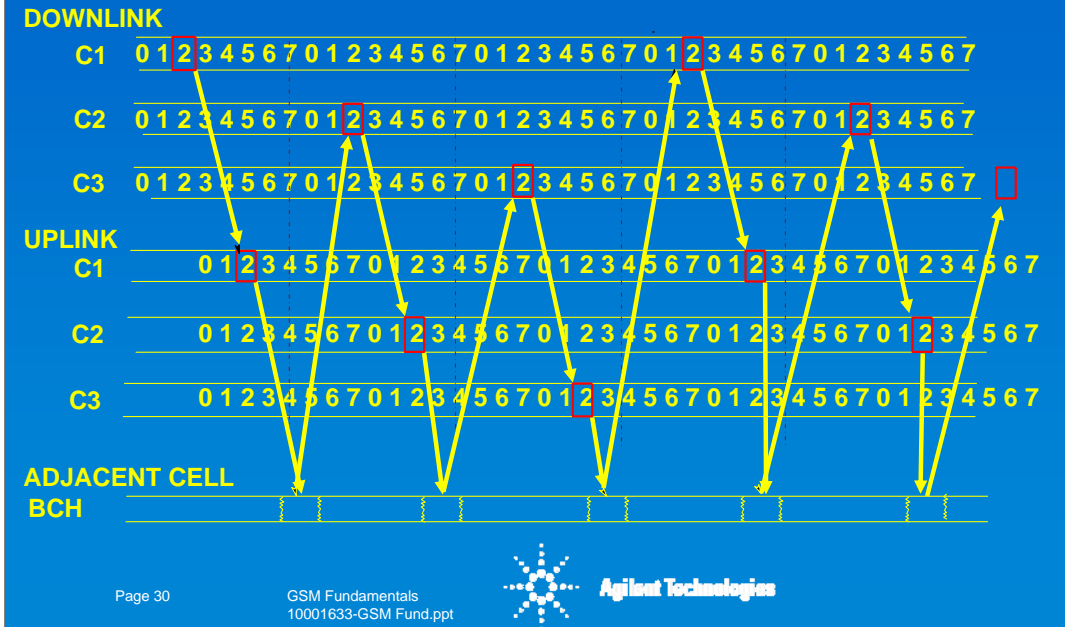 DOWNLINK
C1 0 1 2 3 4 5 6 7 0 1 2 3 4 5 6 7 0 1 2 3 4 5 6 7 0 1 2 3 4 5 6 7 0 1 2 3 4 5 6 7
C2 0 1 2 3 4 5 6 7 0 1 2 3 4 5 6 7 0 1 2 3 4 5 6 7 0 1 2 3 4 5 6 7 0 1 2 3 4 5 6 7
C3 0 1 2 3 4 5 6 7 0 1 2 3 4 5 6 7 0 1 2 3 4 5 6 7 0 1 2 3 4 5 6 7 0 1 2 3 4 5 6 7
UPLINK
C1 0 1 2 3 4 5 6 7 0 1 2 3 4 5 6 7 0 1 2 3 4 5 6 7 0 1 2 3 4 5 6 7 0 1 2 3 4 5 6 7
C2 0 1 2 3 4 5 6 7 0 1 2 3 4 5 6 7 0 1 2 3 4 5 6 7 0 1 2 3 4 5 6 7 0 1 2 3 4 5 6 7
C3 0 1 2 3 4 5 6 7 0 1 2 3 4 5 6 7 0 1 2 3 4 5 6 7 0 1 2 3 4 5 6 7 0 1 2 3 4 5 6 7
ADJACENT CELL
BCH
Page 30 GSM Fundamentals Agilent Technologies
10001633-GSM Fund.ppt